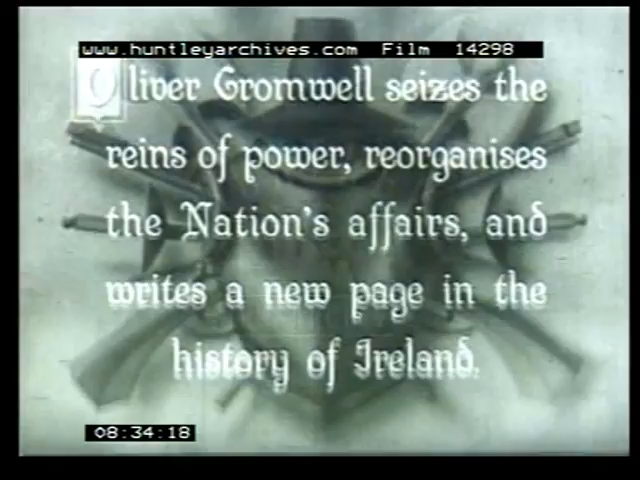 www.huntleyarchives.com Film 14298
Oliver Cromwell seizes the
reins of power, reorganises
the Nation's affairs, and
writes a new page in the
history of Ireland.
08:34:18